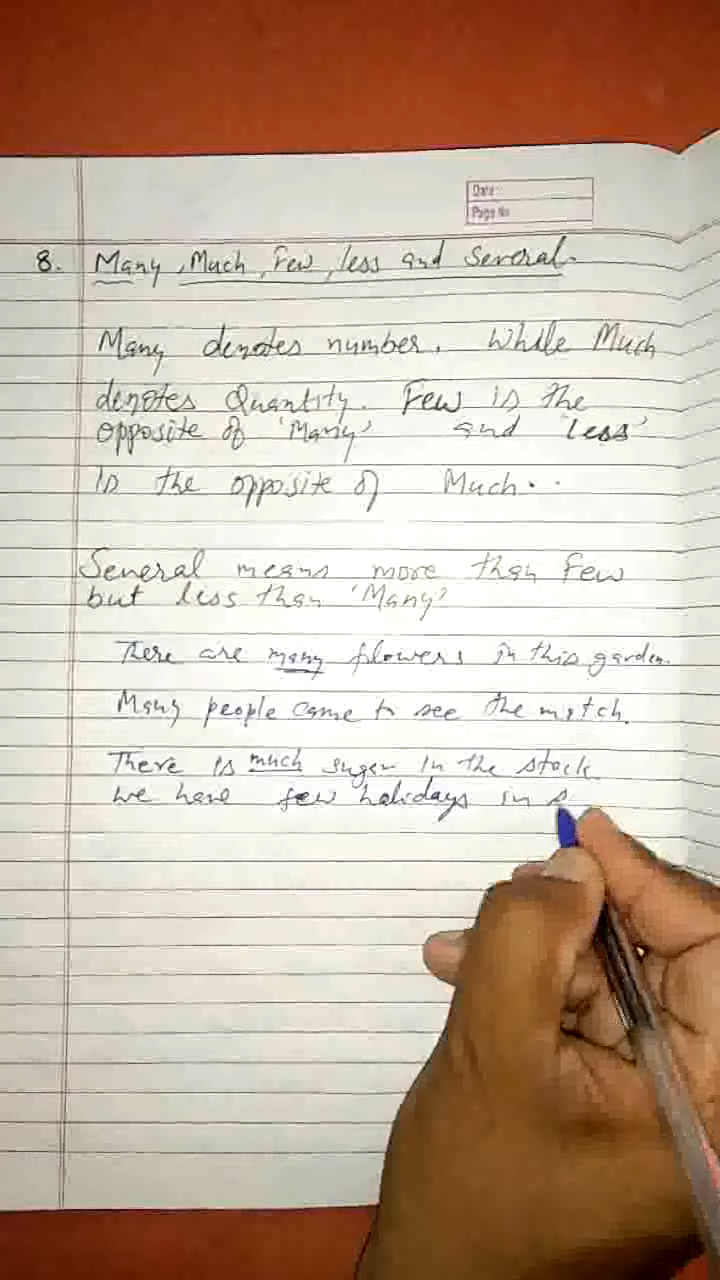 Date :
Page No
8. Many, Much, Few, less and Several.
Many denotes number. While Much
denotes Quantity. Few is the
opposite of 'Many' and 'less'
is the opposite of Much..
Several means more than Few
but less than 'Many'
There are many flowers in this garden.
Many people came to see the match.
There is much sugar in the stock
We have few holidays in